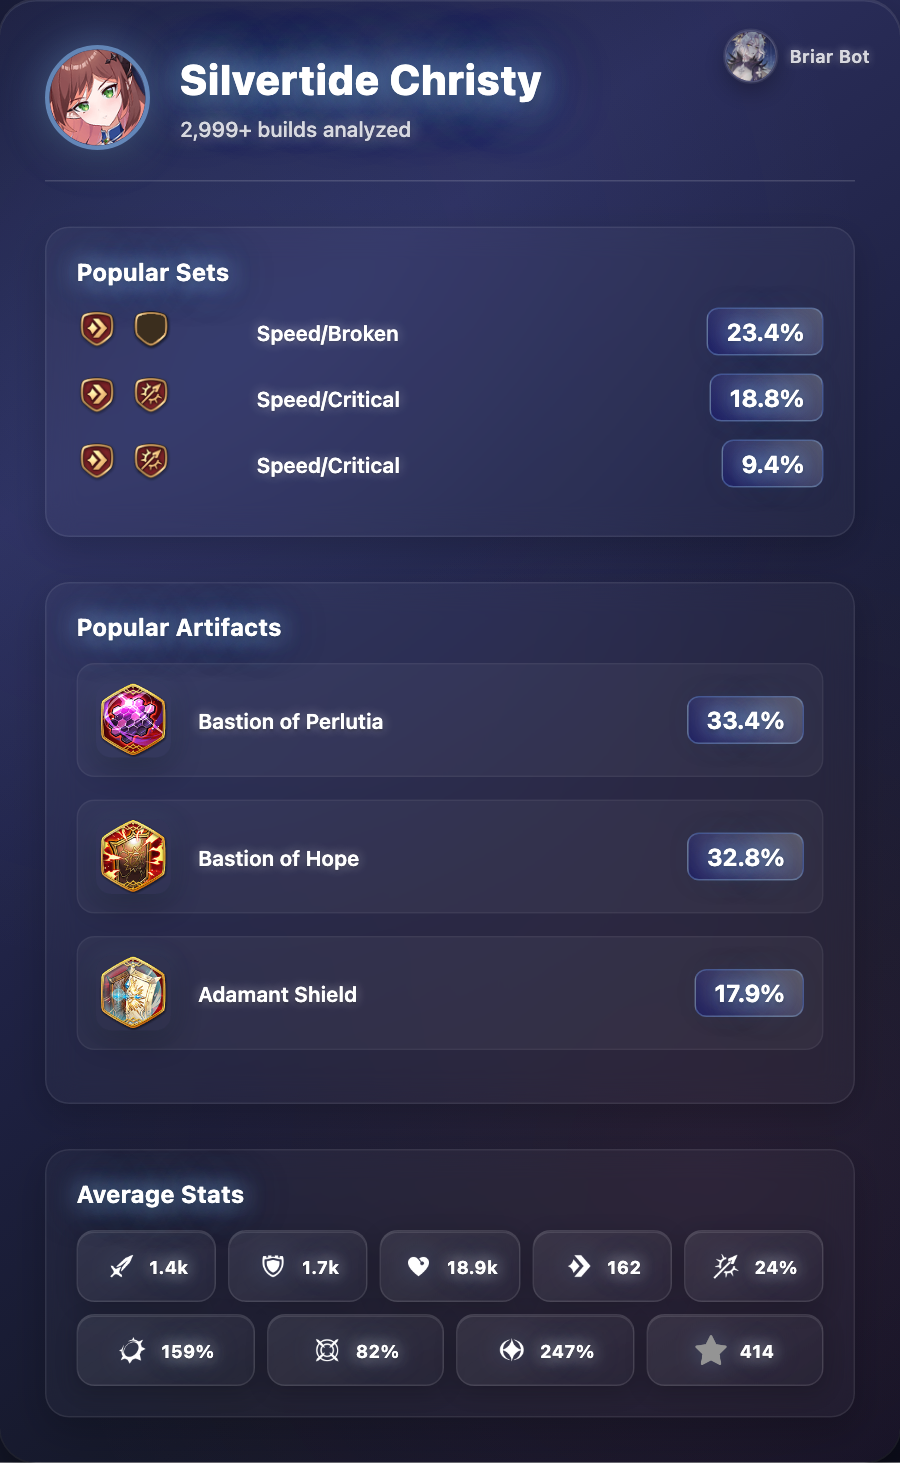 Silvertide Christy
2,999+ builds analyzed
Briar Bot
Popular Sets
Speed/Broken 23.4%
Speed/Critical 18.8%
Speed/Critical 9.4%
Popular Artifacts
Bastion of Perlutia 33.4%
Bastion of Hope 32.8%
Adamant Shield 17.9%
Average Stats
1.4k 1.7k 18.9k 162 24%
159% 82% 247% 414